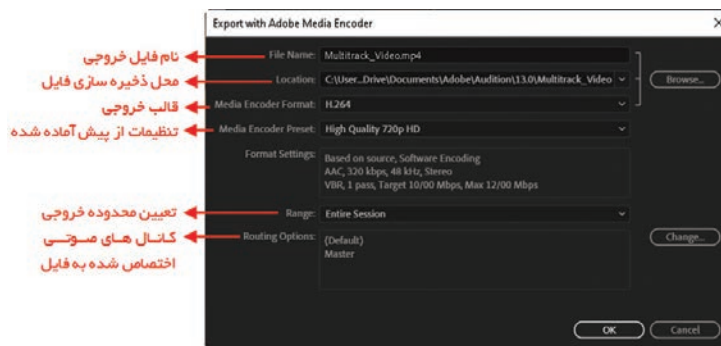 Export with Adobe Media Encoder
نام فایل خروجی
File Name: Multitrack_Video.mp4
محل ذخیره سازی فایل
Location: C:\User...Drive\Documents\Adobe\Audition\13.0\Multitrack_Video
Browse...
قالب خروجی
Media Encoder Format: H.264
تنظیمات از پیش آماده شده
Media Encoder Preset: High Quality 720p HD
Format Settings: Based on source, Software Encoding
AAC, 320 kbps, 48 kHz, Stereo
VBR, 1 pass, Target 10/00 Mbps, Max 12/00 Mbps
تعیین محدوده خروجی
Range: Entire Session
کانال های صوتی
اختصاص شده به فایل
Routing Options: (Default)
Master
Change...
OK
Cancel